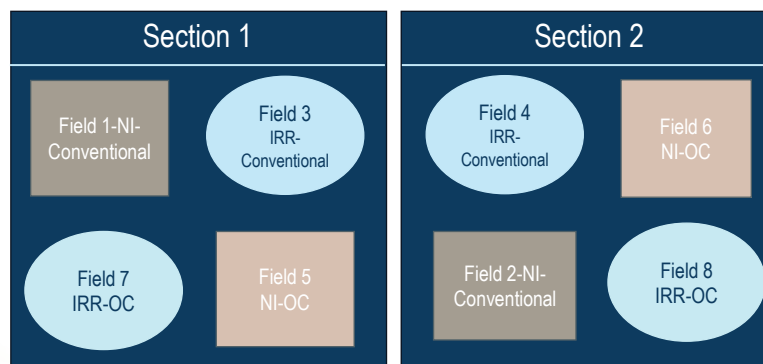 Section 1
Field 1-NI-
Conventional
Field 3
IRR-
Conventional
Field 7
IRR-OC
Field 5
NI-OC
Section 2
Field 4
IRR-
Conventional
Field 6
NI-OC
Field 2-NI-
Conventional
Field 8
IRR-OC